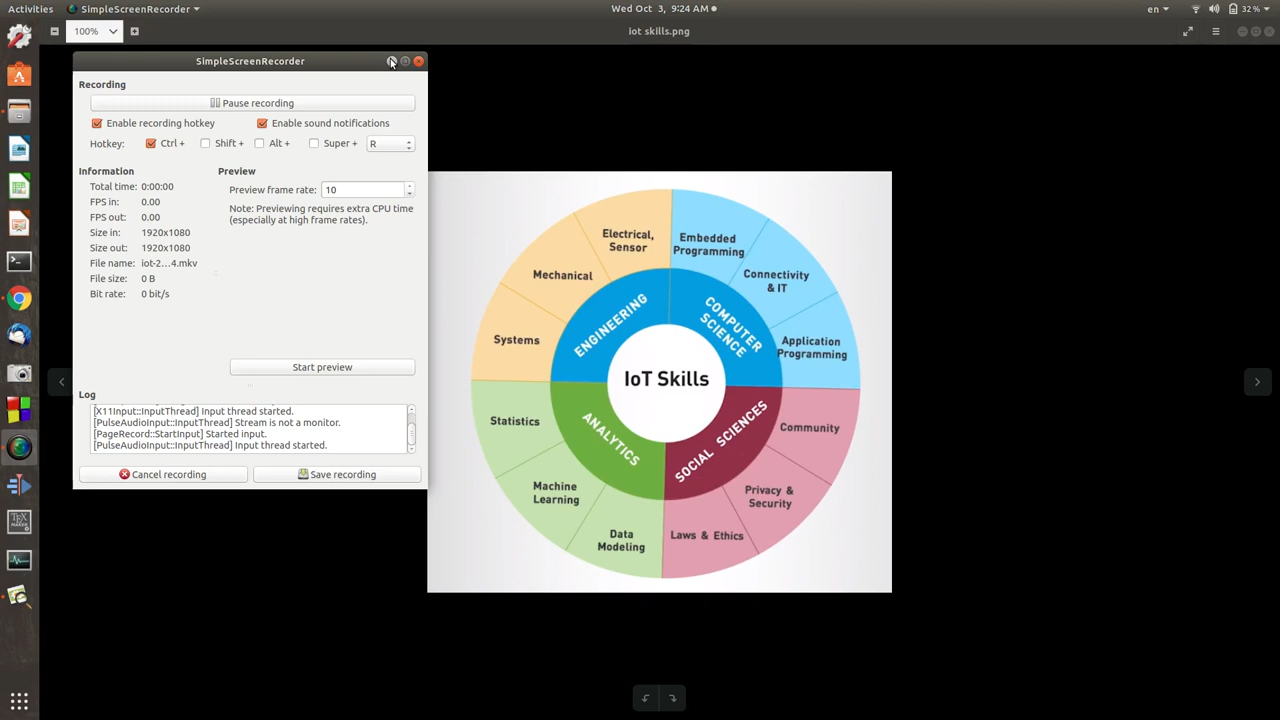 Activities
SimpleScreenRecorder
Wed Oct 3, 9:24 AM
en
32 %
100%
iot skills.png
SimpleScreenRecorder
Recording
Pause recording
Enable recording hotkey
Enable sound notifications
Hotkey:
Ctrl +
Shift +
Alt +
Super +
R
Information
Total time: 0:00:00
FPS in: 0.00
FPS out: 0.00
Size in: 1920x1080
Size out: 1920x1080
File name: iot-2...4.mkv
File size: 0 B
Bit rate: 0 bit/s
Preview
Preview frame rate: 10
Note: Previewing requires extra CPU time
(especially at high frame rates).
Start preview
Log
[X11Input::InputThread] Input thread started.
[PulseAudioInput::InputThread] Stream is not a monitor.
[PageRecord::StartInput] Started input.
[PulseAudioInput::InputThread] Input thread started.
Cancel recording
Save recording
IoT Skills
ENGINEERING
COMPUTER
SCIENCE
SOCIAL SCIENCES
ANALYTICS
Systems
Mechanical
Electrical,
Sensor
Embedded
Programming
Connectivity
& IT
Application
Programming
Community
Privacy &
Security
Laws & Ethics
Data
Modeling
Machine
Learning
Statistics